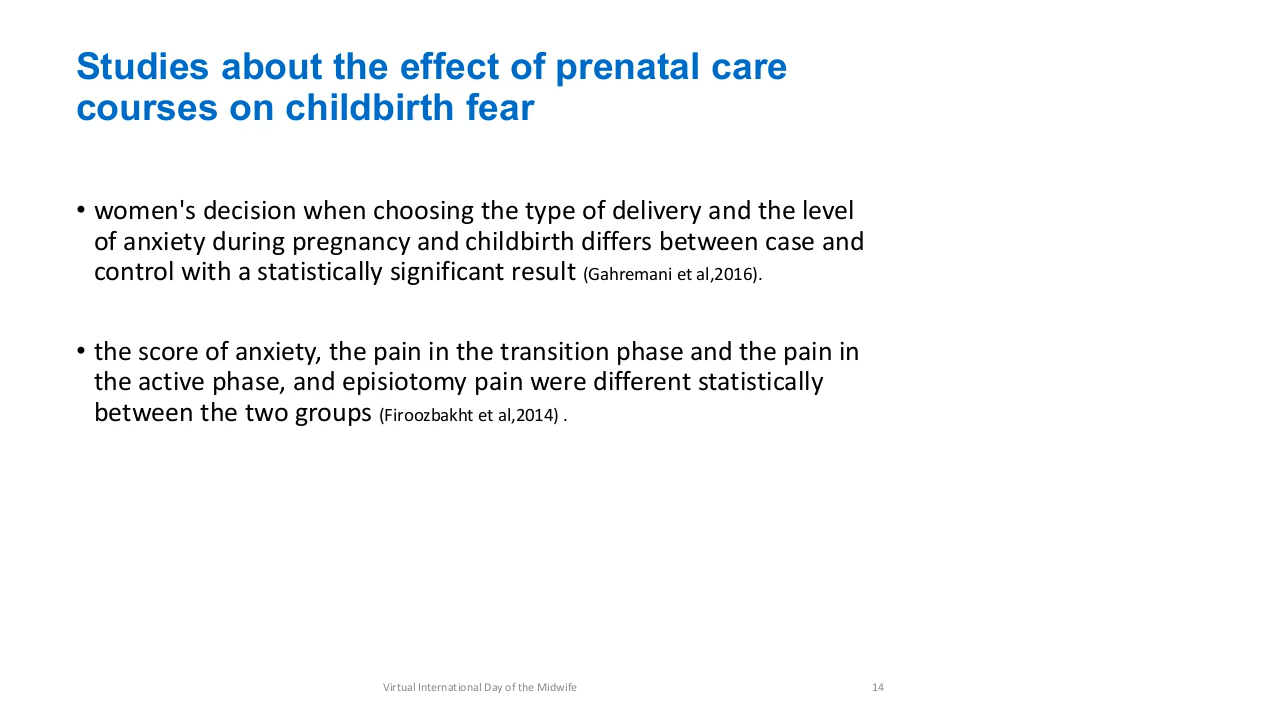 Studies about the effect of prenatal care
courses on childbirth fear
• women's decision when choosing the type of delivery and the level
of anxiety during pregnancy and childbirth differs between case and
control with a statistically significant result (Gahremani et al,2016).
• the score of anxiety, the pain in the transition phase and the pain in
the active phase, and episiotomy pain were different statistically
between the two groups (Firoozbakht et al,2014) .
Virtual International Day of the Midwife
14